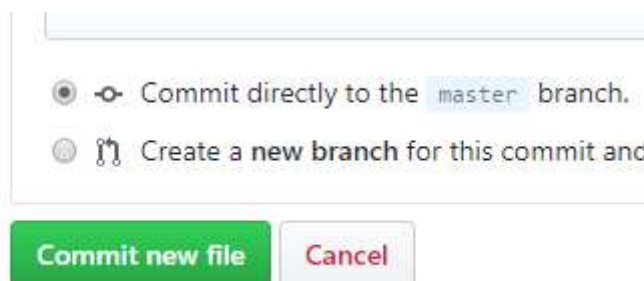 Commit directly to the master branch.
Create a new branch for this commit and
Commit new file
Cancel